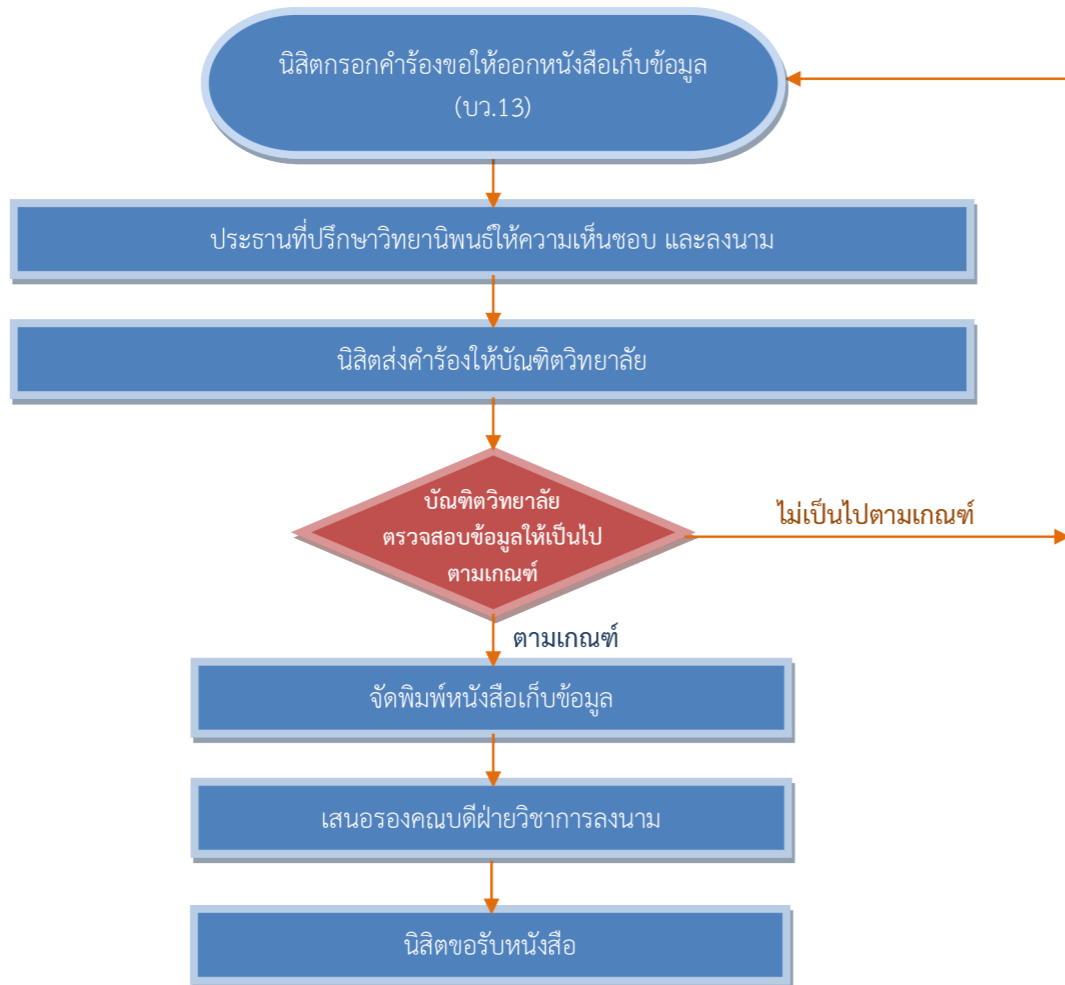 นิสิตกรอกคำร้องขอให้ออกหนังสือเก็บข้อมูล
(บว.13)
ประธานที่ปรึกษาวิทยานิพนธ์ให้ความเห็นชอบ และลงนาม
นิสิตส่งคำร้องให้บัณฑิตวิทยาลัย
บัณฑิตวิทยาลัย
ตรวจสอบข้อมูลให้เป็นไป
ตามเกณฑ์
ไม่เป็นไปตามเกณฑ์
ตามเกณฑ์
จัดพิมพ์หนังสือเก็บข้อมูล
เสนอรองคณบดีฝ่ายวิชาการลงนาม
นิสิตขอรับหนังสือ